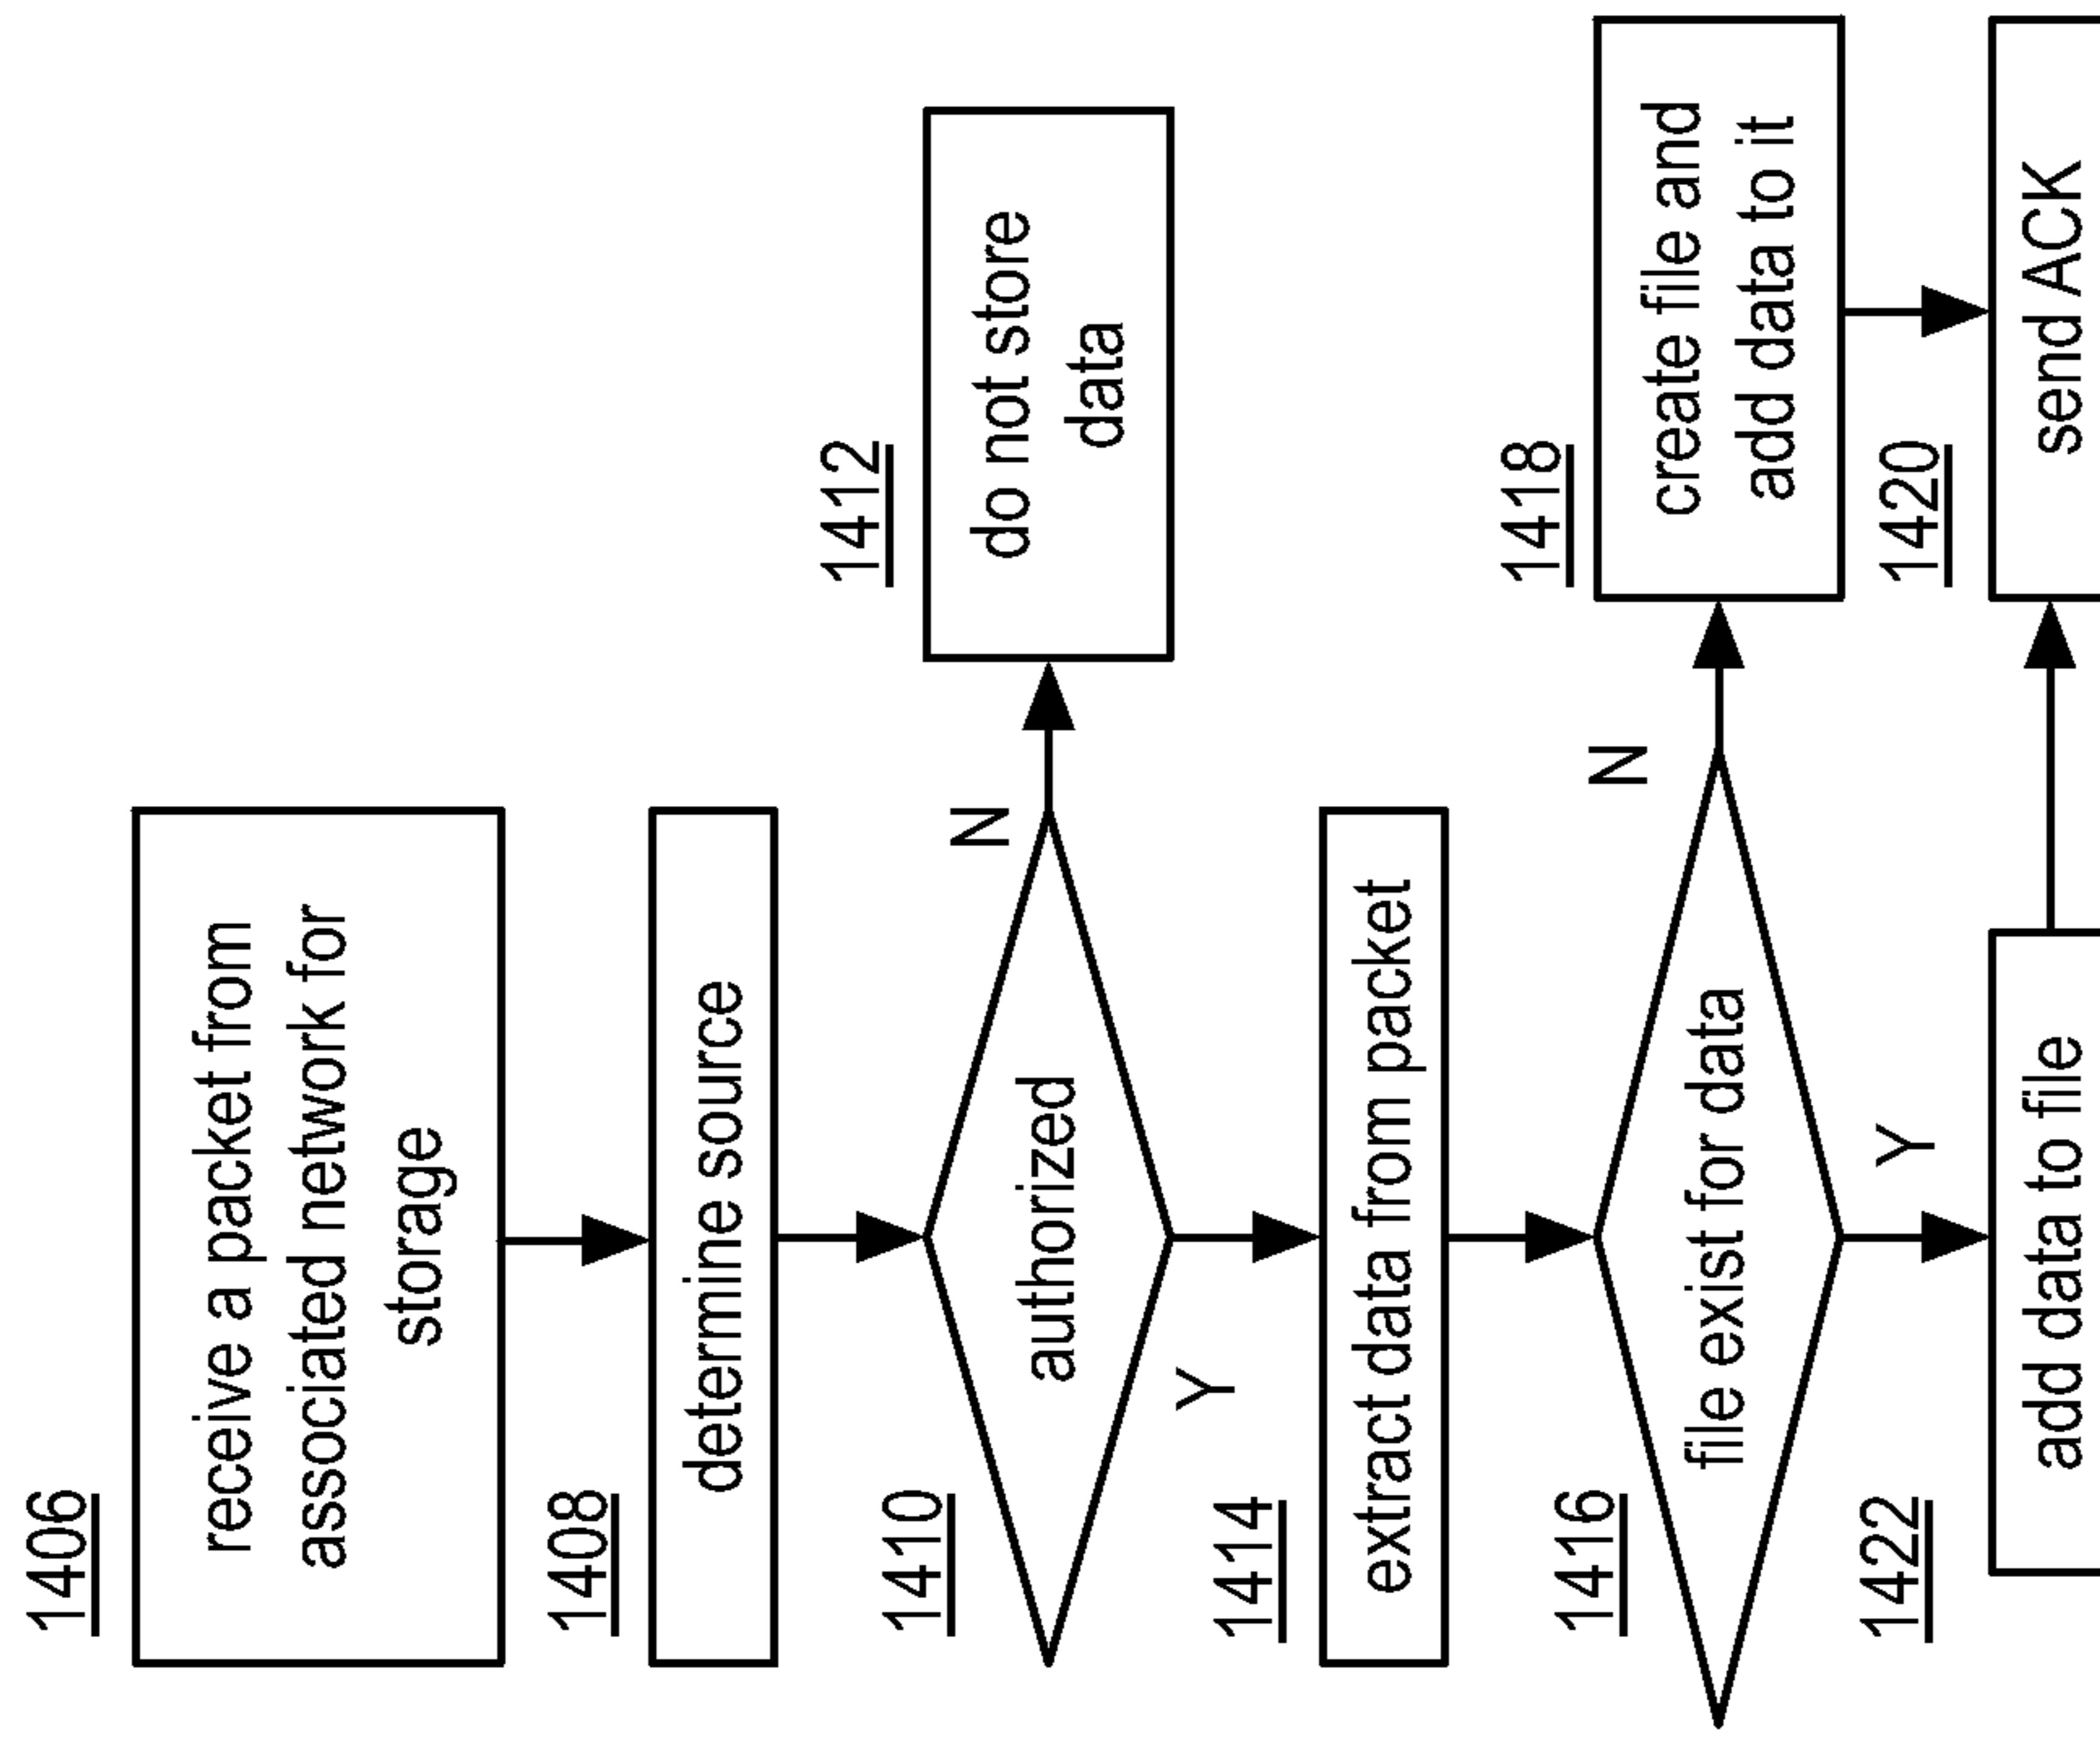 1406
receive a packet from
associated network for
storage
1408
determine source
1410
authorized
N
1412
do not store
data
Y
1414
extract data from packet
1416
file exist for data
N
1418
create file and
add data to it
Y
1422
add data to file
1420
send ACK